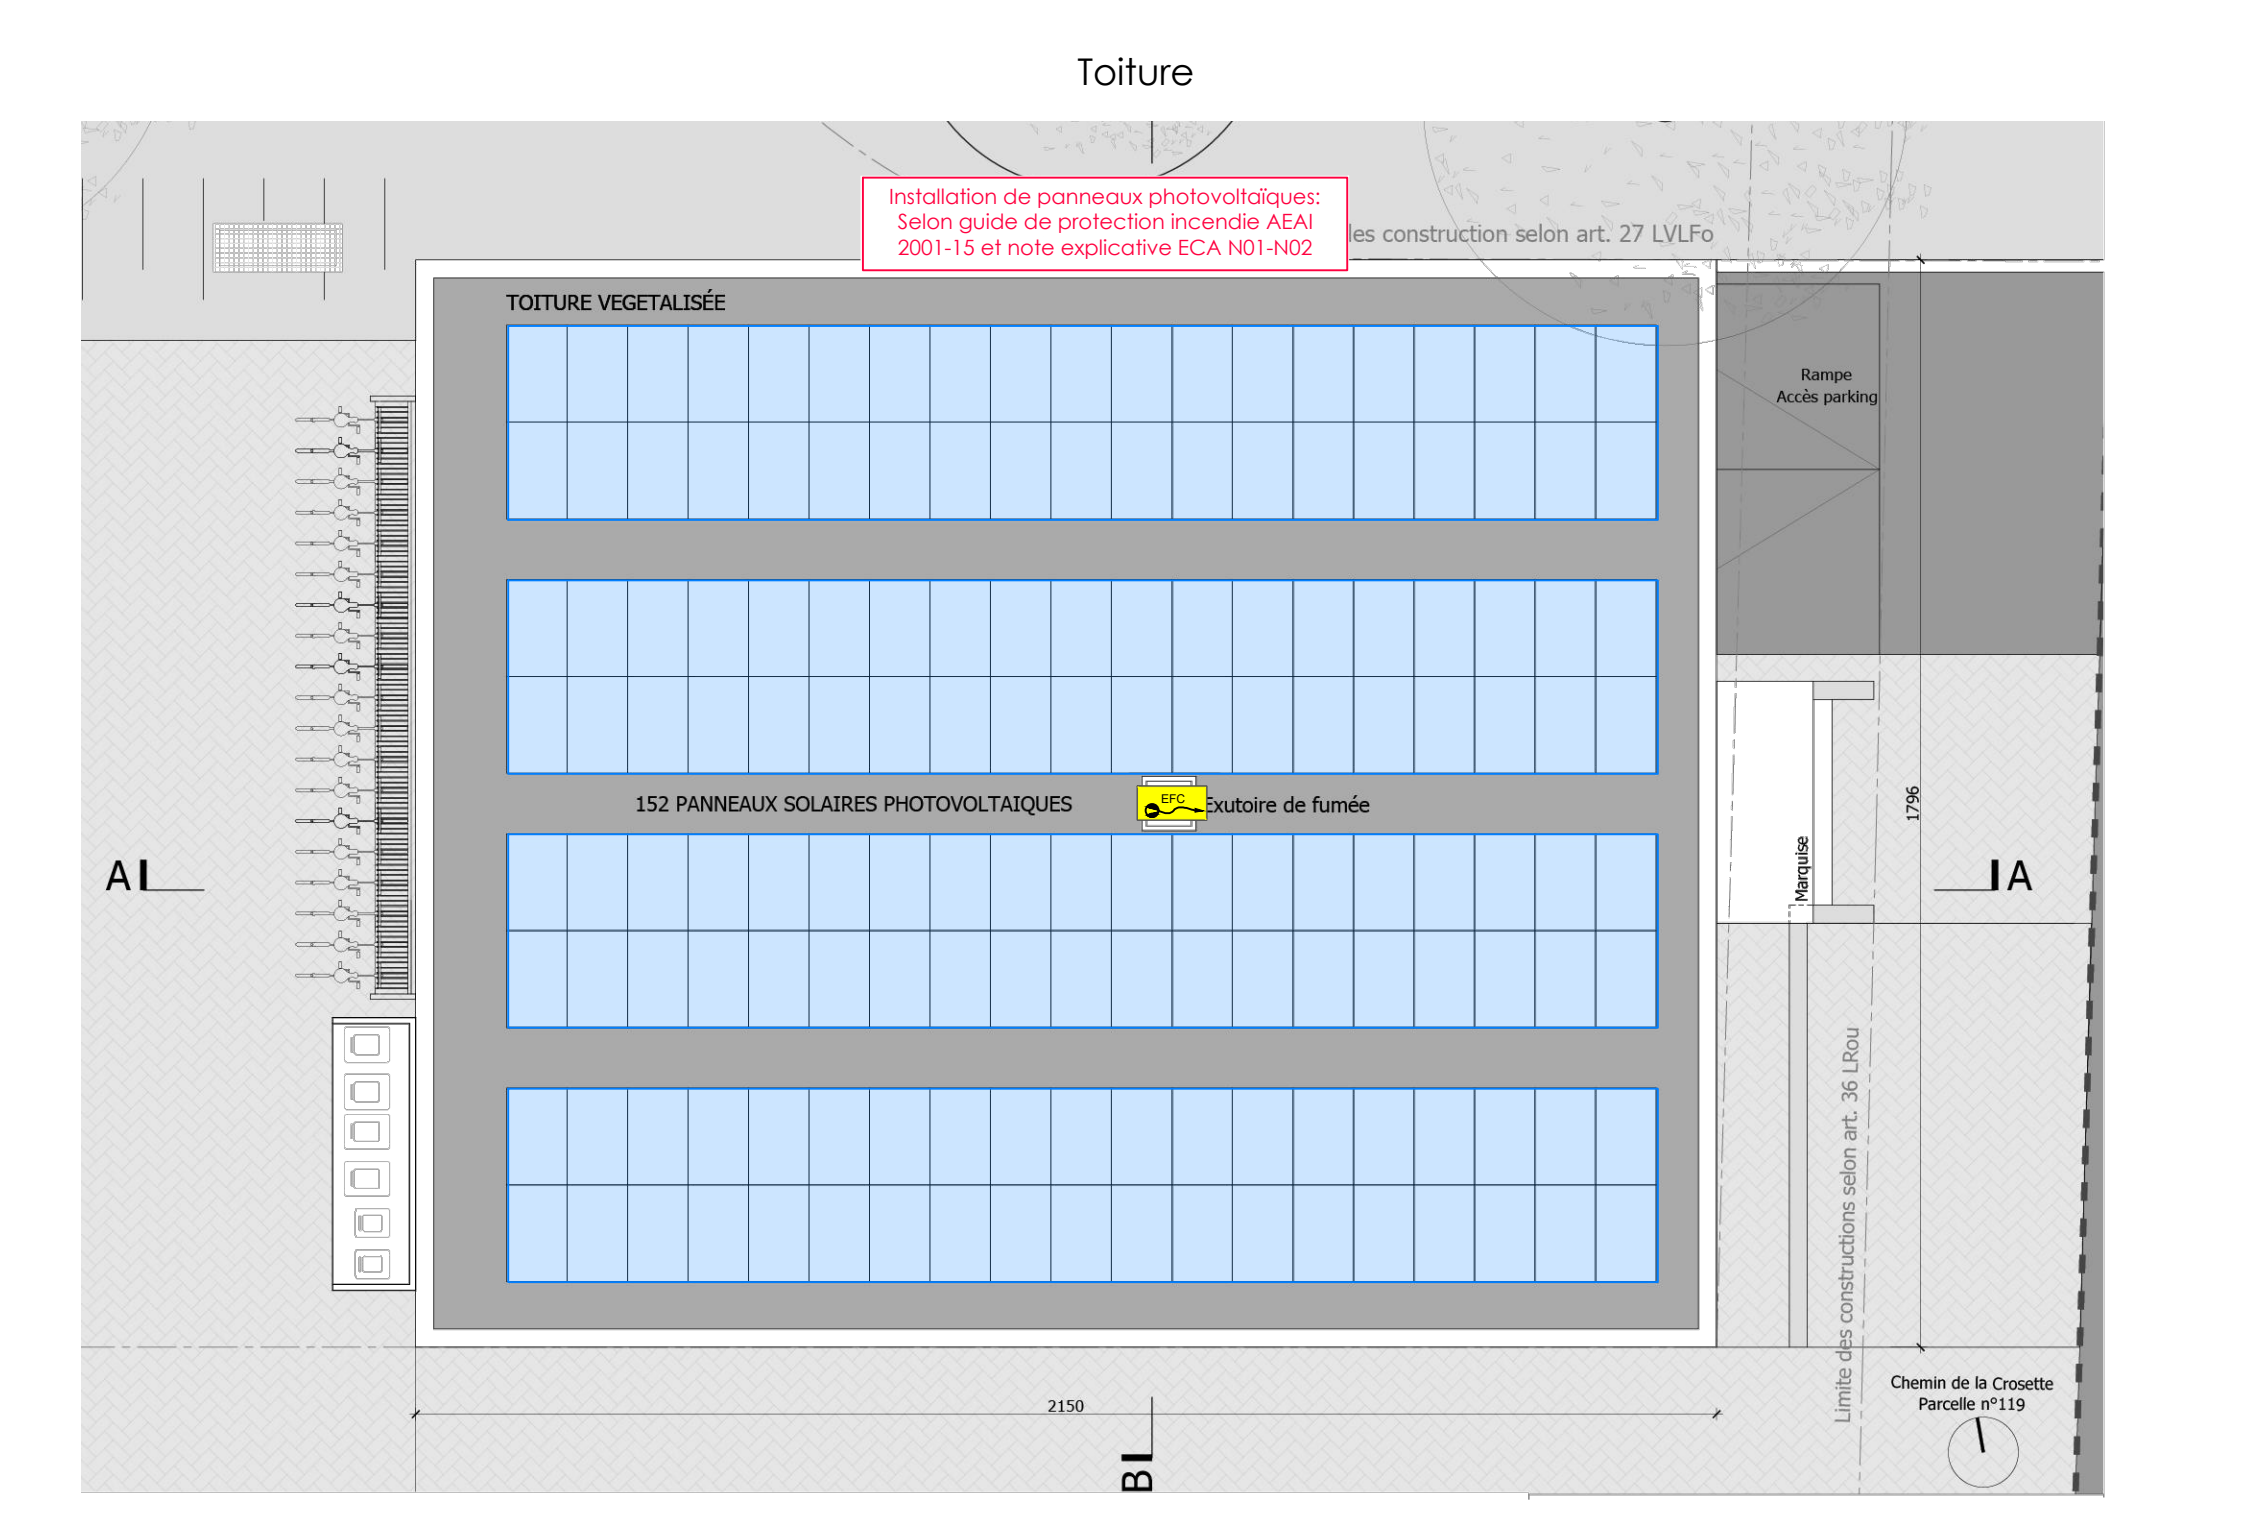 Toiture
Installation de panneaux photovoltaïques:
Selon guide de protection incendie AEAI
2001-15 et note explicative ECA N01-N02
les construction selon art. 27 LVLFo
TOITURE VEGETALISÉE
Rampe
Accès parking
152 PANNEAUX SOLAIRES PHOTOVOLTAIQUES
EFC
Exutoire de fumée
1796
Marquise
A
A
Limite des constructions selon art. 36 LRou
Chemin de la Crosette
Parcelle n°119
2150
B